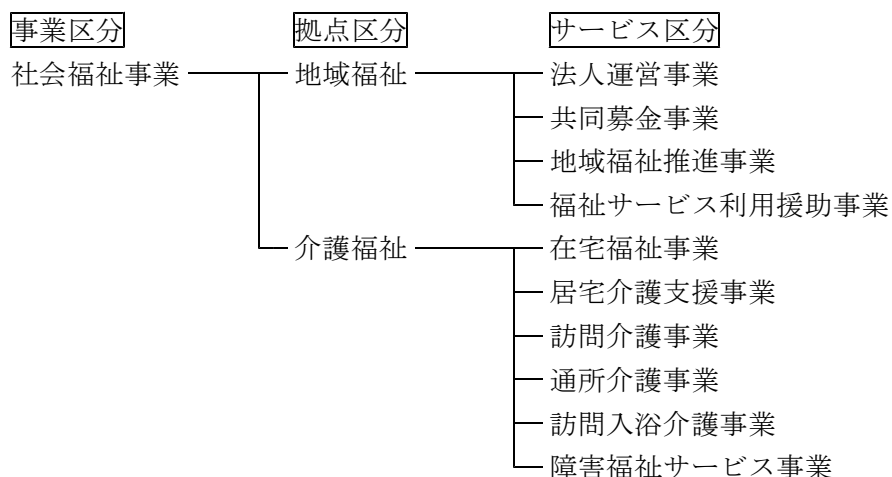 事業区分 拠点区分 サービス区分
社会福祉事業 地域福祉 法人運営事業
共同募金事業
地域福祉推進事業
福祉サービス利用援助事業
介護福祉 在宅福祉事業
居宅介護支援事業
訪問介護事業
通所介護事業
訪問入浴介護事業
障害福祉サービス事業